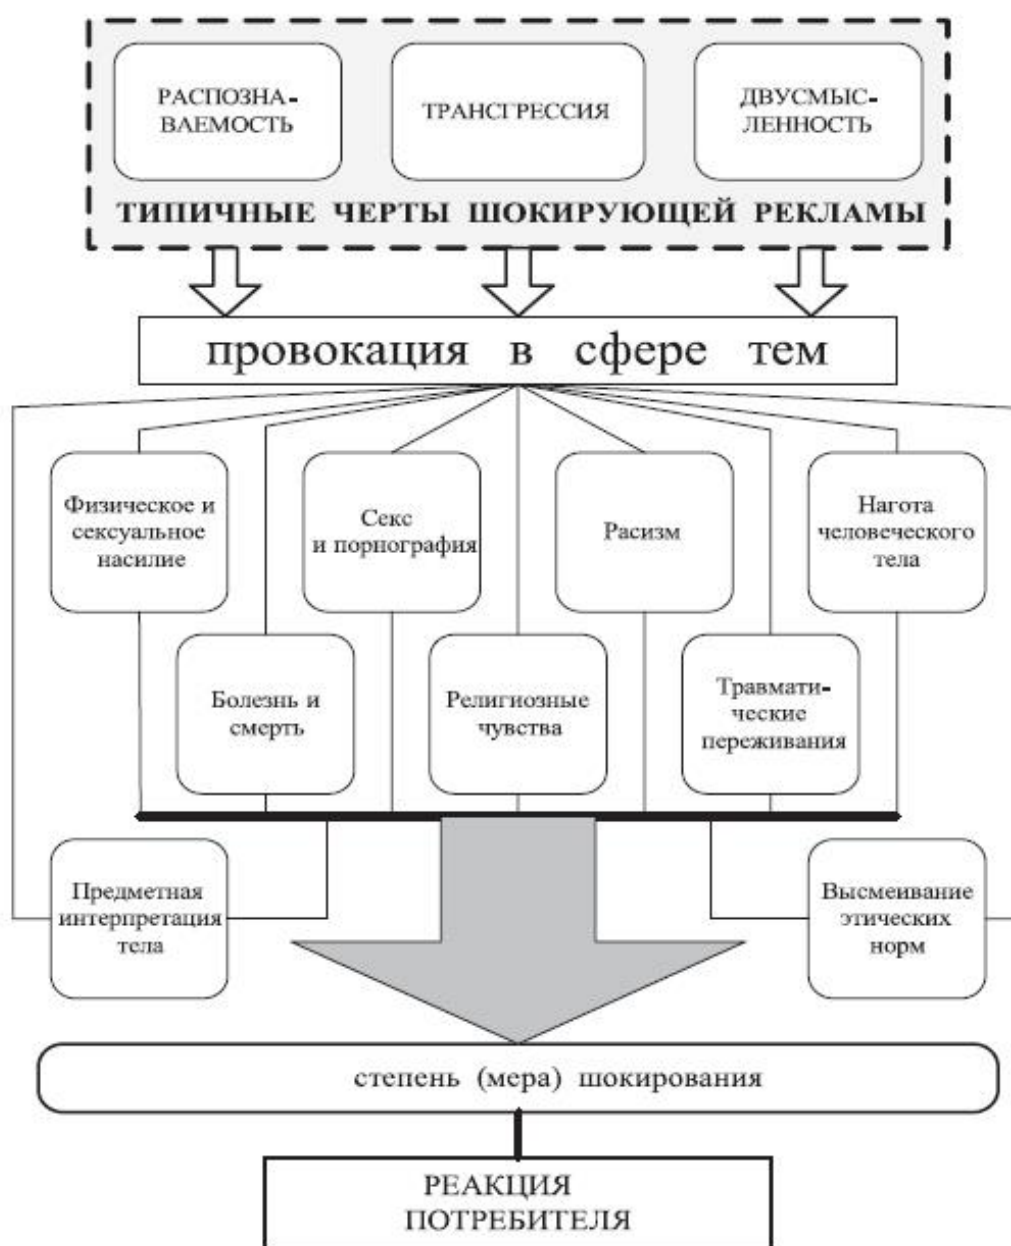 РАСПОЗНА-
ВАЕМОСТЬ
ТРАНСГРЕССИЯ
ДВУСМЫС-
ЛЕННОСТЬ
ТИПИЧНЫЕ ЧЕРТЫ ШОКИРУЮЩЕЙ РЕКЛАМЫ
провокация в сфере тем
Физическое и
сексуальное
насилие
Секс
и порнография
Расизм
Нагота
человеческого
тела
Болезнь и
смерть
Религиозные
чувства
Травмати-
ческие
переживания
Предметная
интерпретация
тела
Высмеивание
этических
норм
степень (мера) шокирования
РЕАКЦИЯ
ПОТРЕБИТЕЛЯ